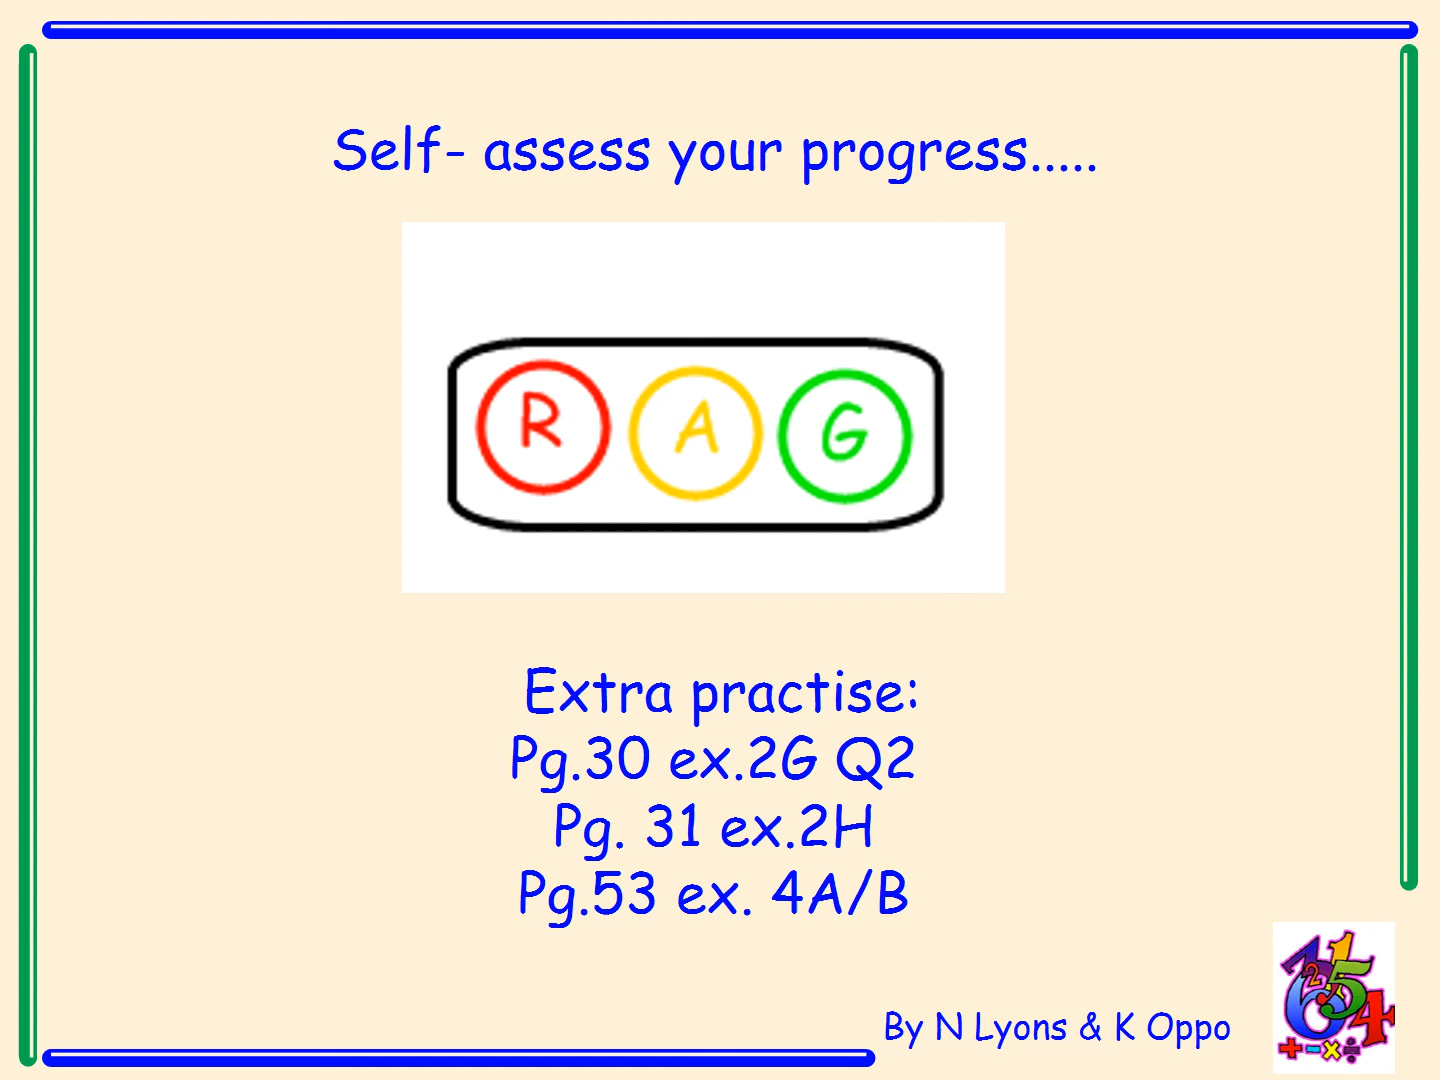 Self- assess your progress.....
R A G
Extra practise:
Pg.30 ex.2G Q2
Pg. 31 ex.2H
Pg.53 ex. 4A/B
By N Lyons & K Oppo